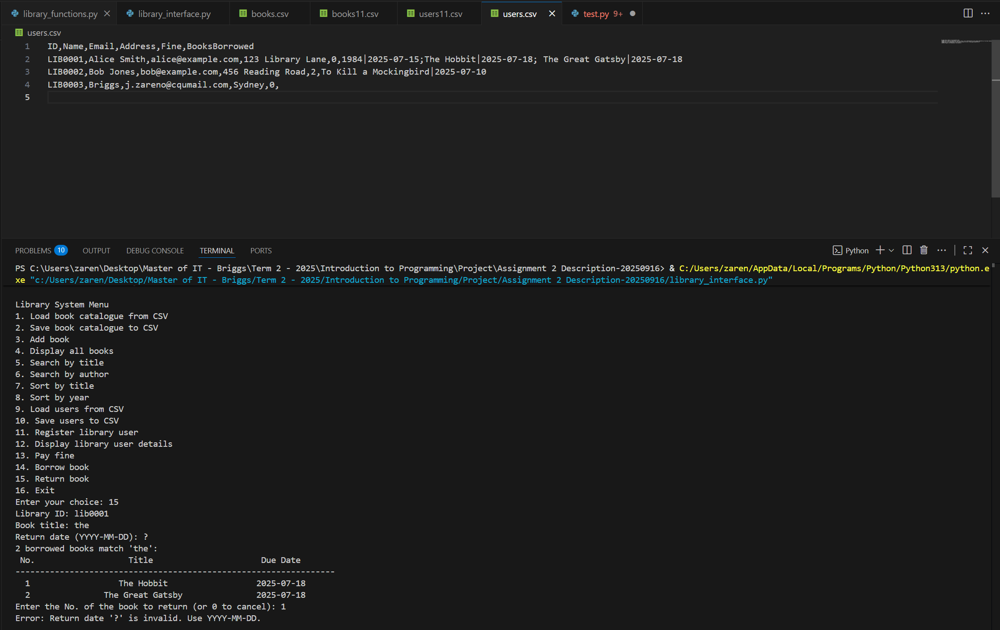 library_functions.py library_interface.py books.csv books11.csv users11.csv users.csv test.py 9+
users.csv
1 ID,Name,Email,Address,Fine,BooksBorrowed
2 LIB0001,Alice Smith,alice@example.com,123 Library Lane,0,1984|2025-07-15;The Hobbit|2025-07-18; The Great Gatsby|2025-07-18
3 LIB0002,Bob Jones,bob@example.com,456 Reading Road,2,To Kill a Mockingbird|2025-07-10
4 LIB0003,Briggs,j.zareno@cqumail.com,Sydney,0,
5
PROBLEMS 10 OUTPUT DEBUG CONSOLE TERMINAL PORTS Python
PS C:\Users\zaren\Desktop\Master of IT - Briggs\Term 2 - 2025\Introduction to Programming\Project\Assignment 2 Description-20250916> & C:/Users/zaren/AppData/Local/Programs/Python/Python313/python.e
xe "c:/Users/zaren/Desktop/Master of IT - Briggs/Term 2 - 2025/Introduction to Programming/Project/Assignment 2 Description-20250916/library_interface.py"
Library System Menu
1. Load book catalogue from CSV
2. Save book catalogue to CSV
3. Add book
4. Display all books
5. Search by title
6. Search by author
7. Sort by title
8. Sort by year
9. Load users from CSV
10. Save users to CSV
11. Register library user
12. Display library user details
13. Pay fine
14. Borrow book
15. Return book
16. Exit
Enter your choice: 15
Library ID: lib0001
Book title: the
Return date (YYYY-MM-DD): ?
2 borrowed books match 'the':
No. Title Due Date
-----------------------------------------------------------------
1 The Hobbit 2025-07-18
2 The Great Gatsby 2025-07-18
Enter the No. of the book to return (or 0 to cancel): 1
Error: Return date '?' is invalid. Use YYYY-MM-DD.